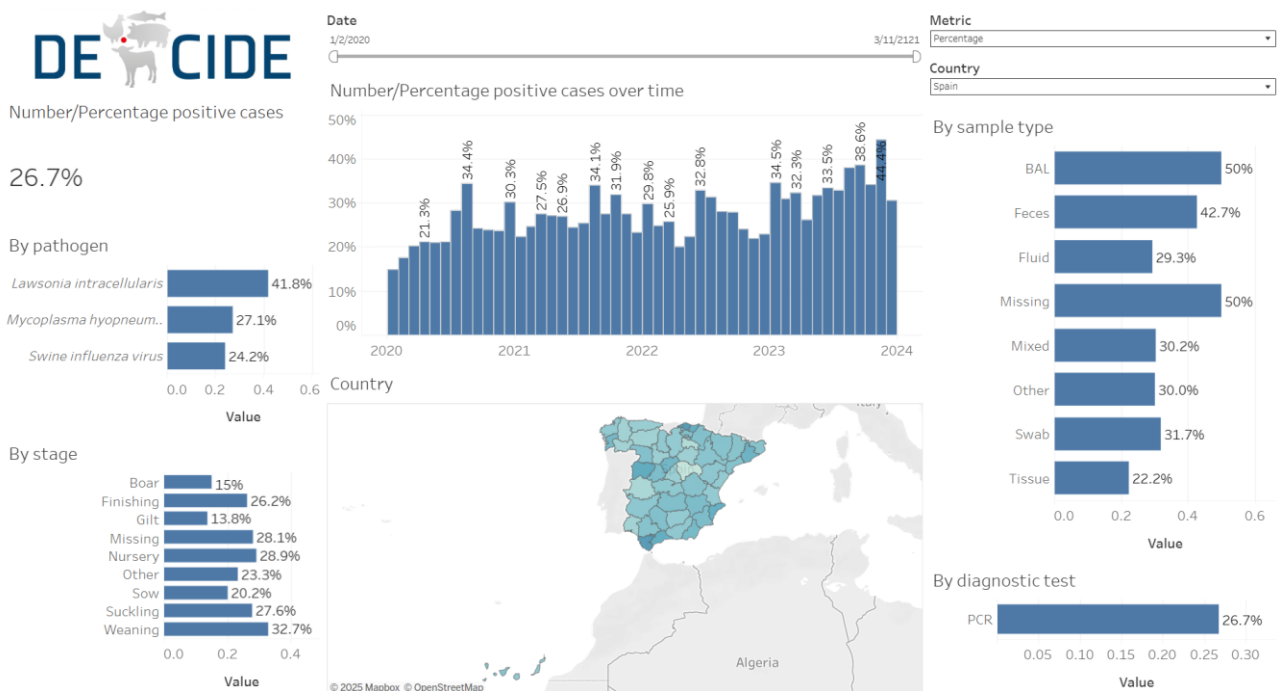 DECIDE
Number/Percentage positive cases
26.7%
By pathogen
Lawsonia intracellularis
41.8%
Mycoplasma hyopneum..
27.1%
Swine influenza virus
24.2%
0.0 0.2 0.4 0.6
Value
By stage
Boar 15%
Finishing 26.2%
Gilt 13.8%
Missing 28.1%
Nursery 28.9%
Other 23.3%
Sow 20.2%
Suckling 27.6%
Weaning 32.7%
0.0 0.2 0.4
Value
Date
1/2/2020 3/11/2121
Number/Percentage positive cases over time
50%
40%
30%
20%
10%
0%
21.3% 34.4% 30.3% 27.5% 26.9% 34.1% 31.9% 29.8% 25.9% 32.8% 34.5% 32.3% 33.5% 38.6% 44.4%
2020 2021 2022 2023 2024
Country
Italy
Algeria
© 2025 Mapbox © OpenStreetMap
Metric
Percentage
Country
Spain
By sample type
BAL 50%
Feces 42.7%
Fluid 29.3%
Missing 50%
Mixed 30.2%
Other 30.0%
Swab 31.7%
Tissue 22.2%
0.0 0.2 0.4 0.6
Value
By diagnostic test
PCR 26.7%
0.05 0.10 0.15 0.20 0.25 0.30
Value